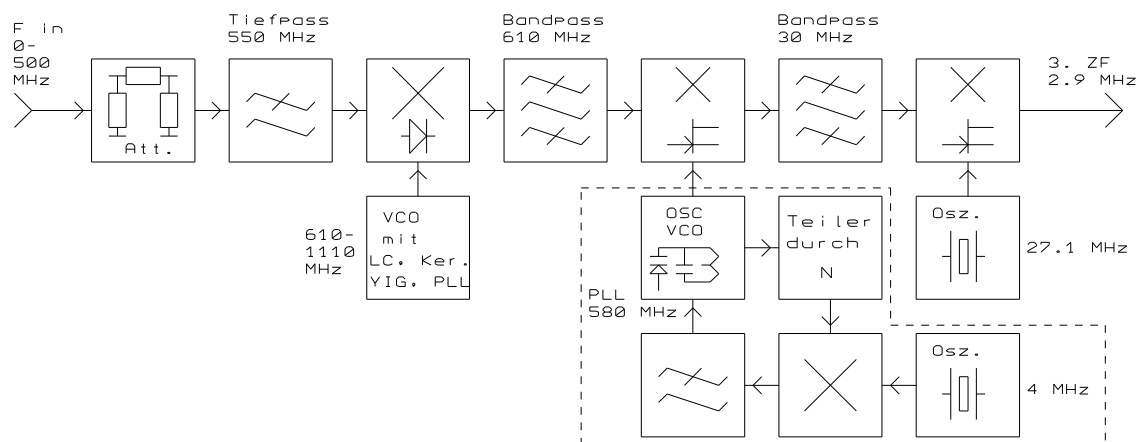 F in
0-
500
MHz
Tiefpass
550 MHz
Bandpass
610 MHz
Bandpass
30 MHz
3. ZF
2.9 MHz
Att.
610-
1110
MHz
VCO
mit
LC. Ker.
YIG. PLL
OSC
VCO
Teiler
durch
N
Osz.
27.1 MHz
PLL
580 MHz
Osz.
4 MHz